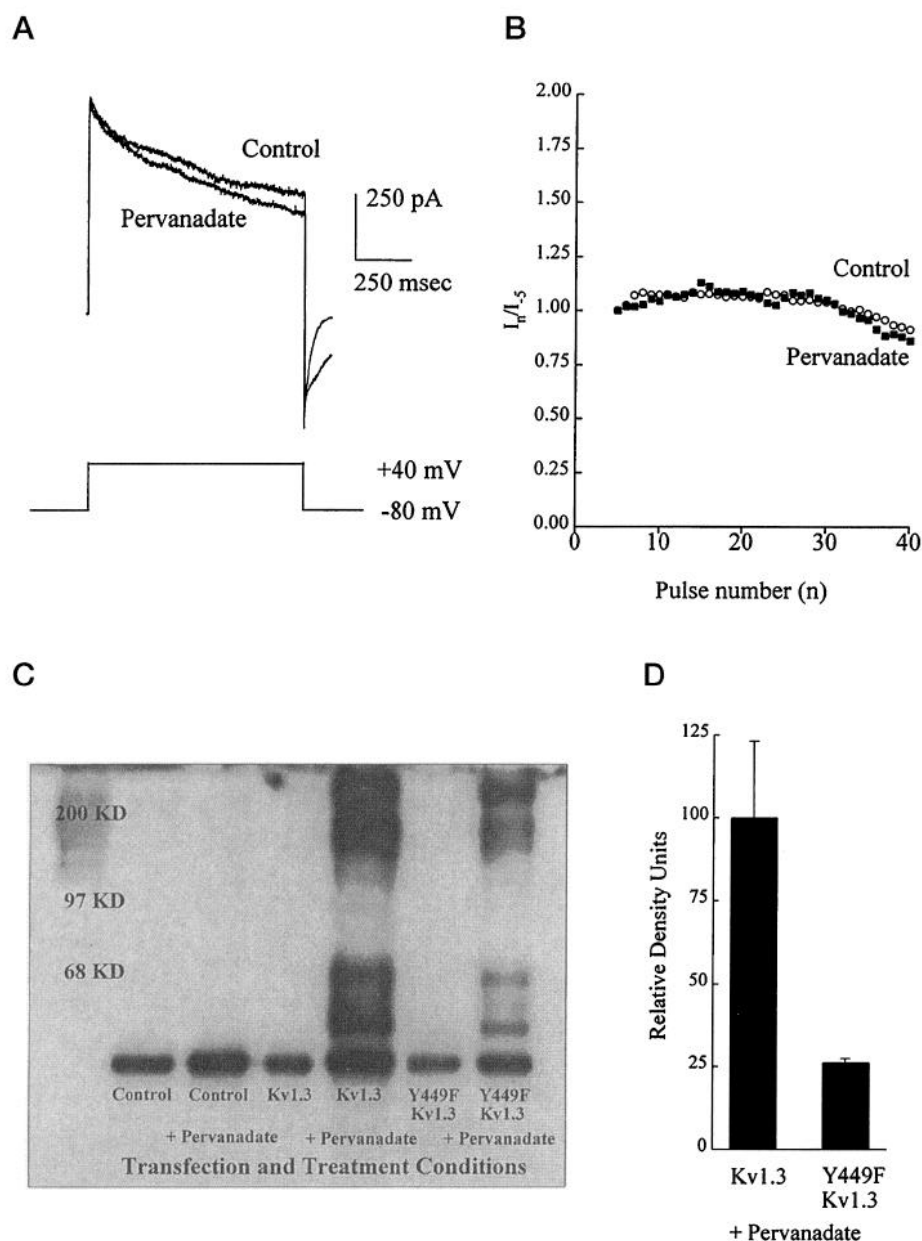 A
Control
Pervanadate
250 pA
250 msec
+40 mV
-80 mV
B
2.00
1.75
1.50
1.25
1.00
0.75
0.50
0.25
0.00
0
10
20
30
40
Control
Pervanadate
In/I-5
Pulse number (n)
C
200 KD
97 KD
68 KD
Control Control Kv1.3 Kv1.3 Y449F Y449F
Kv1.3 Kv1.3
+ Pervanadate + Pervanadate + Pervanadate
Transfection and Treatment Conditions
D
125
100
75
50
25
0
Relative Density Units
Kv1.3 Y449F
Kv1.3
+ Pervanadate